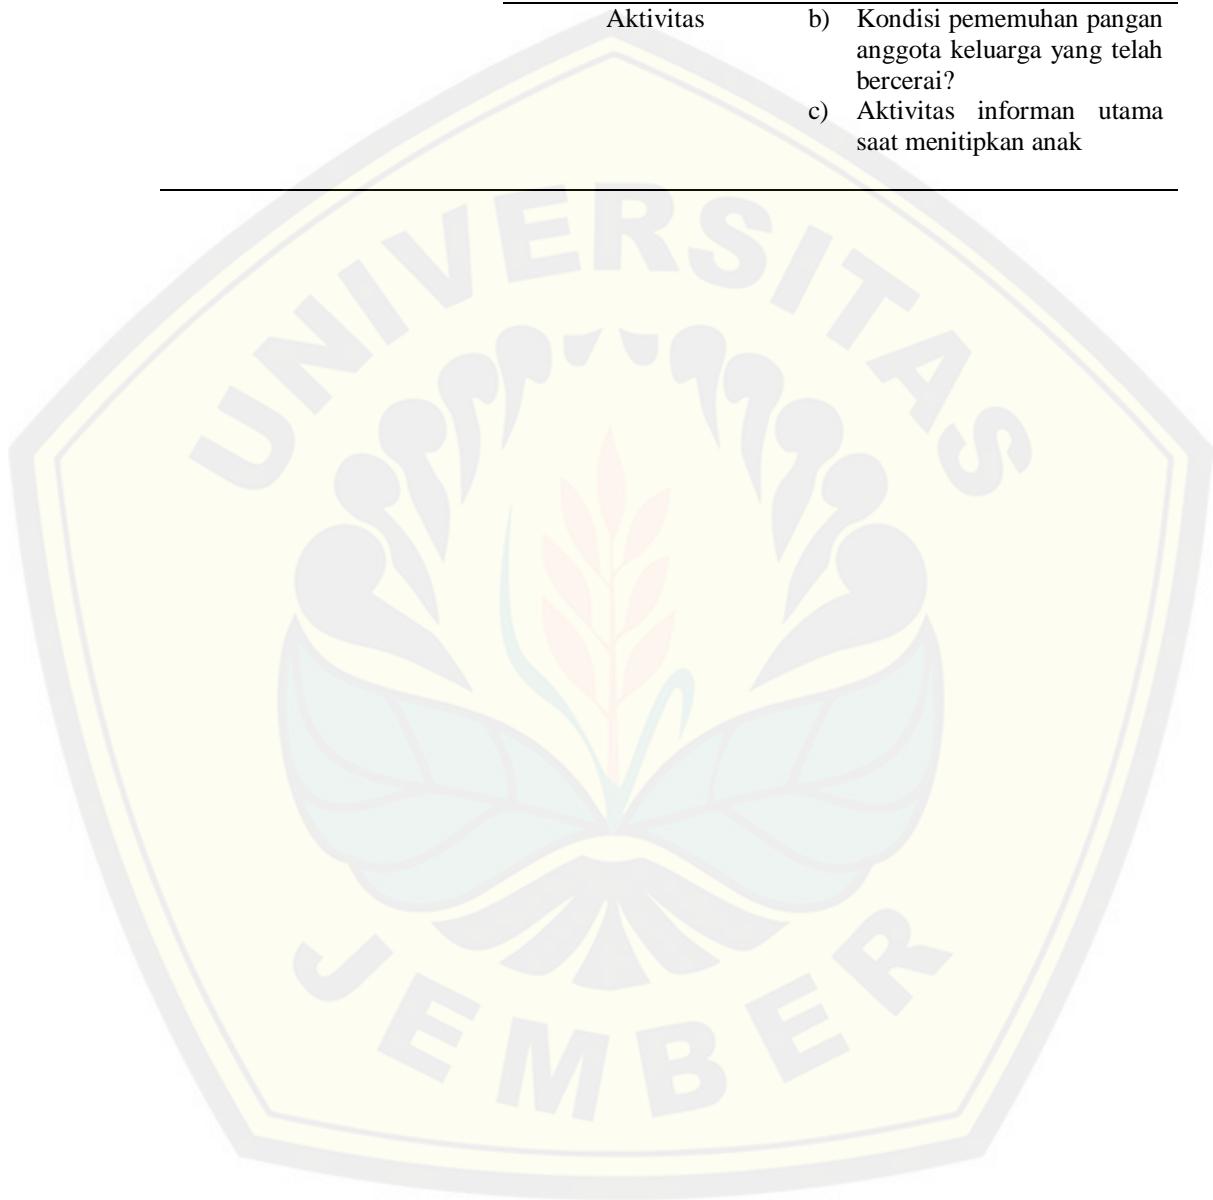 Aktivitas b) Kondisi pememuhan pangan
anggota keluarga yang telah
bercerai?
c) Aktivitas informan utama
saat menitipkan anak
UNIVERSITAS
JEMBER